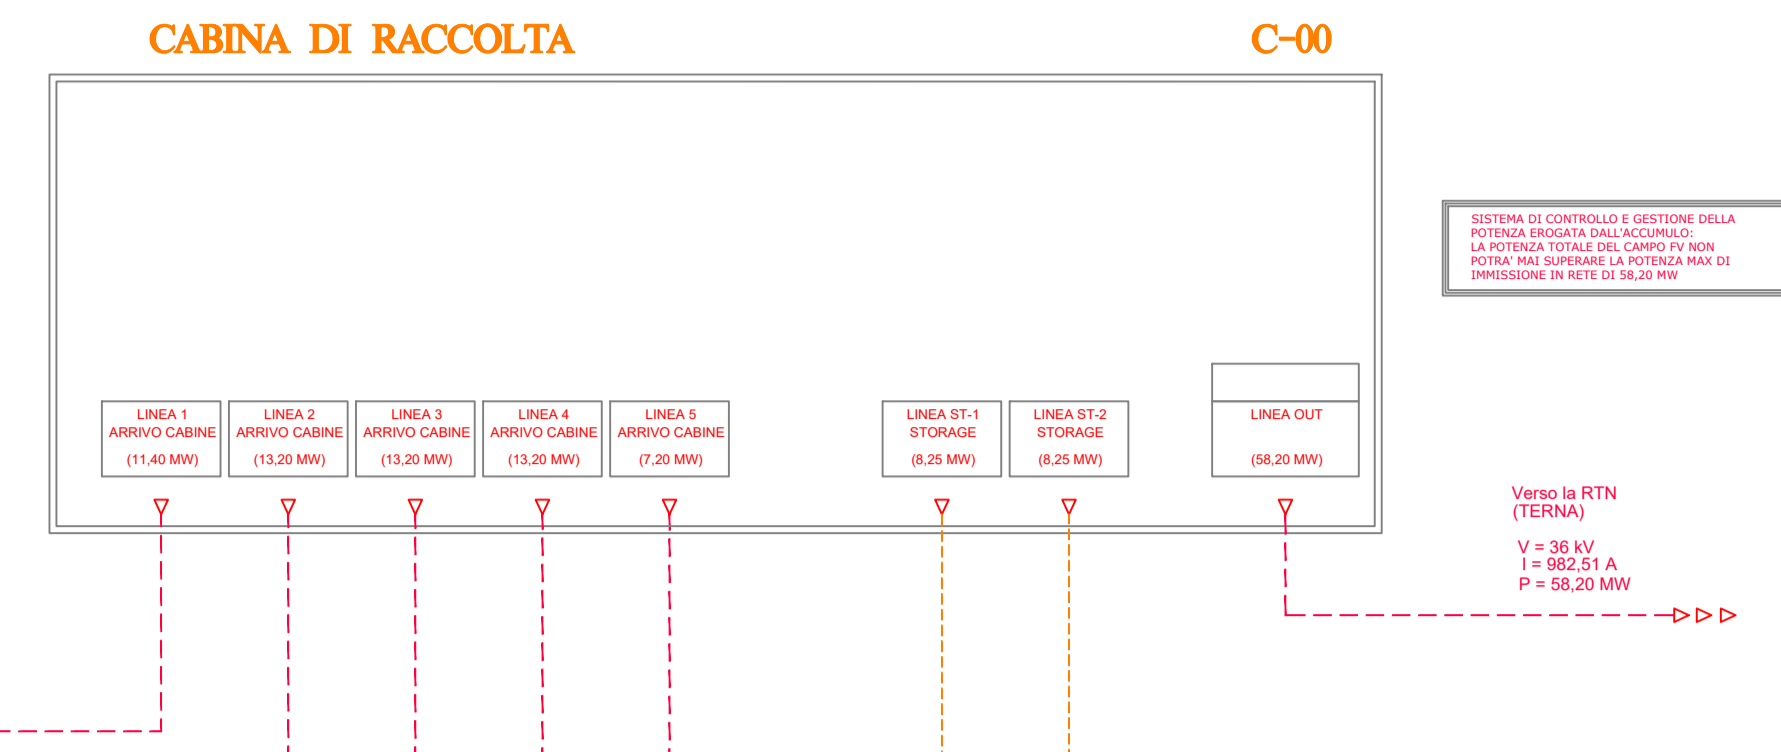 CABINA DI RACCOLTA
C-00
SISTEMA DI CONTROLLO E GESTIONE DELLA
POTENZA EROGATA DALL'ACCUMULO:
LA POTENZA TOTALE DEL CAMPO FV NON
POTRA' MAI SUPERARE LA POTENZA MAX DI
IMMISSIONE IN RETE DI 58,20 MW
LINEA 1
ARRIVO CABINE
(11,40 MW)
LINEA 2
ARRIVO CABINE
(13,20 MW)
LINEA 3
ARRIVO CABINE
(13,20 MW)
LINEA 4
ARRIVO CABINE
(13,20 MW)
LINEA 5
ARRIVO CABINE
(7,20 MW)
LINEA ST-1
STORAGE
(8,25 MW)
LINEA ST-2
STORAGE
(8,25 MW)
LINEA OUT
(58,20 MW)
Verso la RTN
(TERNA)
V = 36 kV
I = 982,51 A
P = 58,20 MW